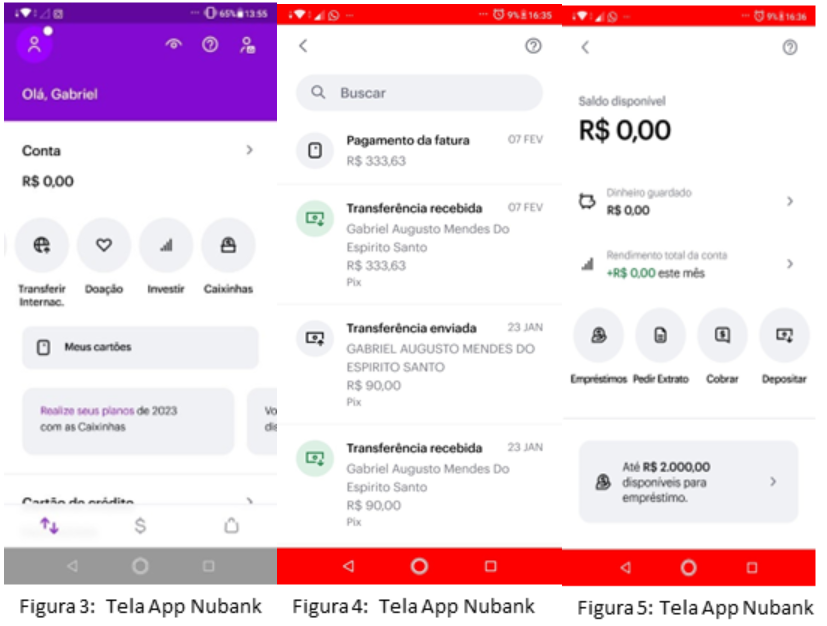 65% 13:55
Olá, Gabriel
Conta
R$ 0,00
Transferir
Internac.
Doação
Investir
Caixinhas
Meus cartões
Realize seus planos de 2023
com as Caixinhas
Vo
dis
Cartão de crédito
Figura 3: Tela App Nubank
9% 16:35
Buscar
Pagamento da fatura
07 FEV
R$ 333,63
Transferência recebida
07 FEV
Gabriel Augusto Mendes Do
Espirito Santo
R$ 333,63
Pix
Transferência enviada
23 JAN
GABRIEL AUGUSTO MENDES DO
ESPIRITO SANTO
R$ 90,00
Pix
Transferência recebida
23 JAN
Gabriel Augusto Mendes Do
Espirito Santo
R$ 90,00
Pix
Figura 4: Tela App Nubank
9% 16:36
Saldo disponível
R$ 0,00
Dinheiro guardado
R$ 0,00
Rendimento total da conta
+R$ 0,00 este mês
Empréstimos
Pedir Extrato
Cobrar
Depositar
Até R$ 2.000,00
disponíveis para
empréstimo.
Figura 5: Tela App Nubank